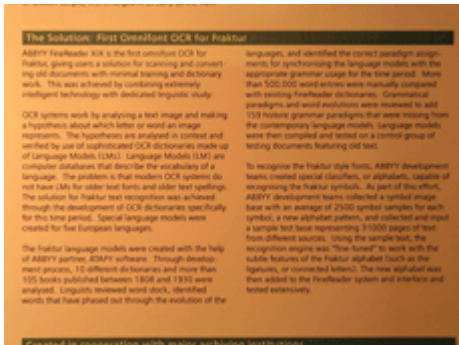 The Solution: First Omnifont OCR for Fraktur
ABBYY FineReader XIX is the first omnifont OCR for
Fraktur, giving users a solution for scanning and convert-
ing old documents with minimal training and dictionary
work. This was achieved by combining extremely
intelligent technology with dedicated linguistic study.
OCR systems work by analysing a text image and making
a hypothesis about which letter or word an image
represents. The hypotheses are analysed in context and
verified by use of sophisticated OCR dictionaries made up
of Language Models (LMs). Language Models (LM) are
computer databases that describe the vocabulary of a
language. The problem is that modern OCR systems do
not have LMs for older text fonts and older text spellings.
The solution for Fraktur text recognition was achieved
through the development of OCR dictionaries specifically
for this time period. Special language models were
created for five European languages.
The Fraktur language models were created with the help
of ABBYY partner, ATAPY software. Through develop-
ment process, 10 different dictionaries and more than
105 books published between 1808 and 1930 were
analysed. Linguists reviewed word stock, identified
words that have phased out through the evolution of the
languages, and identified the correct paradigm assign-
ments for synchronising the language models with the
appropriate grammar usage for the time period. More
than 500,000 word entries were manually compared
with existing FineReader dictionaries. Grammatical
paradigms and word evolutions were reviewed to add
159 historic grammar paradigms that were missing from
the contemporary language models. Language models
were then compiled and tested on a control group of
testing documents featuring old text.
To recognise the Fraktur style fonts, ABBYY development
teams created special classifiers, or alphabets, capable of
recognising the Fraktur symbols. As part of this effort,
ABBYY development teams collected a symbol image
base with an average of 2500 symbol samples for each
symbol, a new alphabet pattern, and collected and input
a sample test base representing 31000 pages of text
from different sources. Using the sample text, the
recognition engine was "fine-tuned" to work with the
subtle features of the Fraktur alphabet (such as the
ligatures, or connected letters). The new alphabet was
then added to the FineReader system and interface and
tested extensively.
Created in cooperation with major archiving institutions